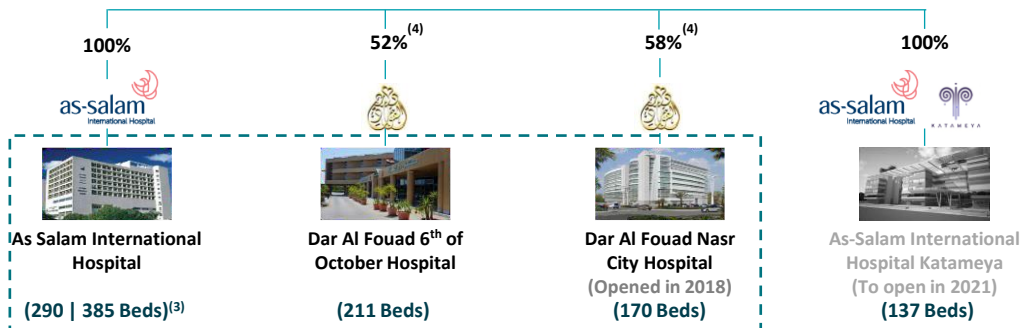 100%
52%(4)
58%(4)
100%
as-salam
International Hospital
as-salam
International Hospital
KATAMEYA
As Salam International
Hospital
(290 | 385 Beds)(3)
Dar Al Fouad 6th of
October Hospital
(211 Beds)
Dar Al Fouad Nasr
City Hospital
(Opened in 2018)
(170 Beds)
As-Salam International
Hospital Katameya
(To open in 2021)
(137 Beds)